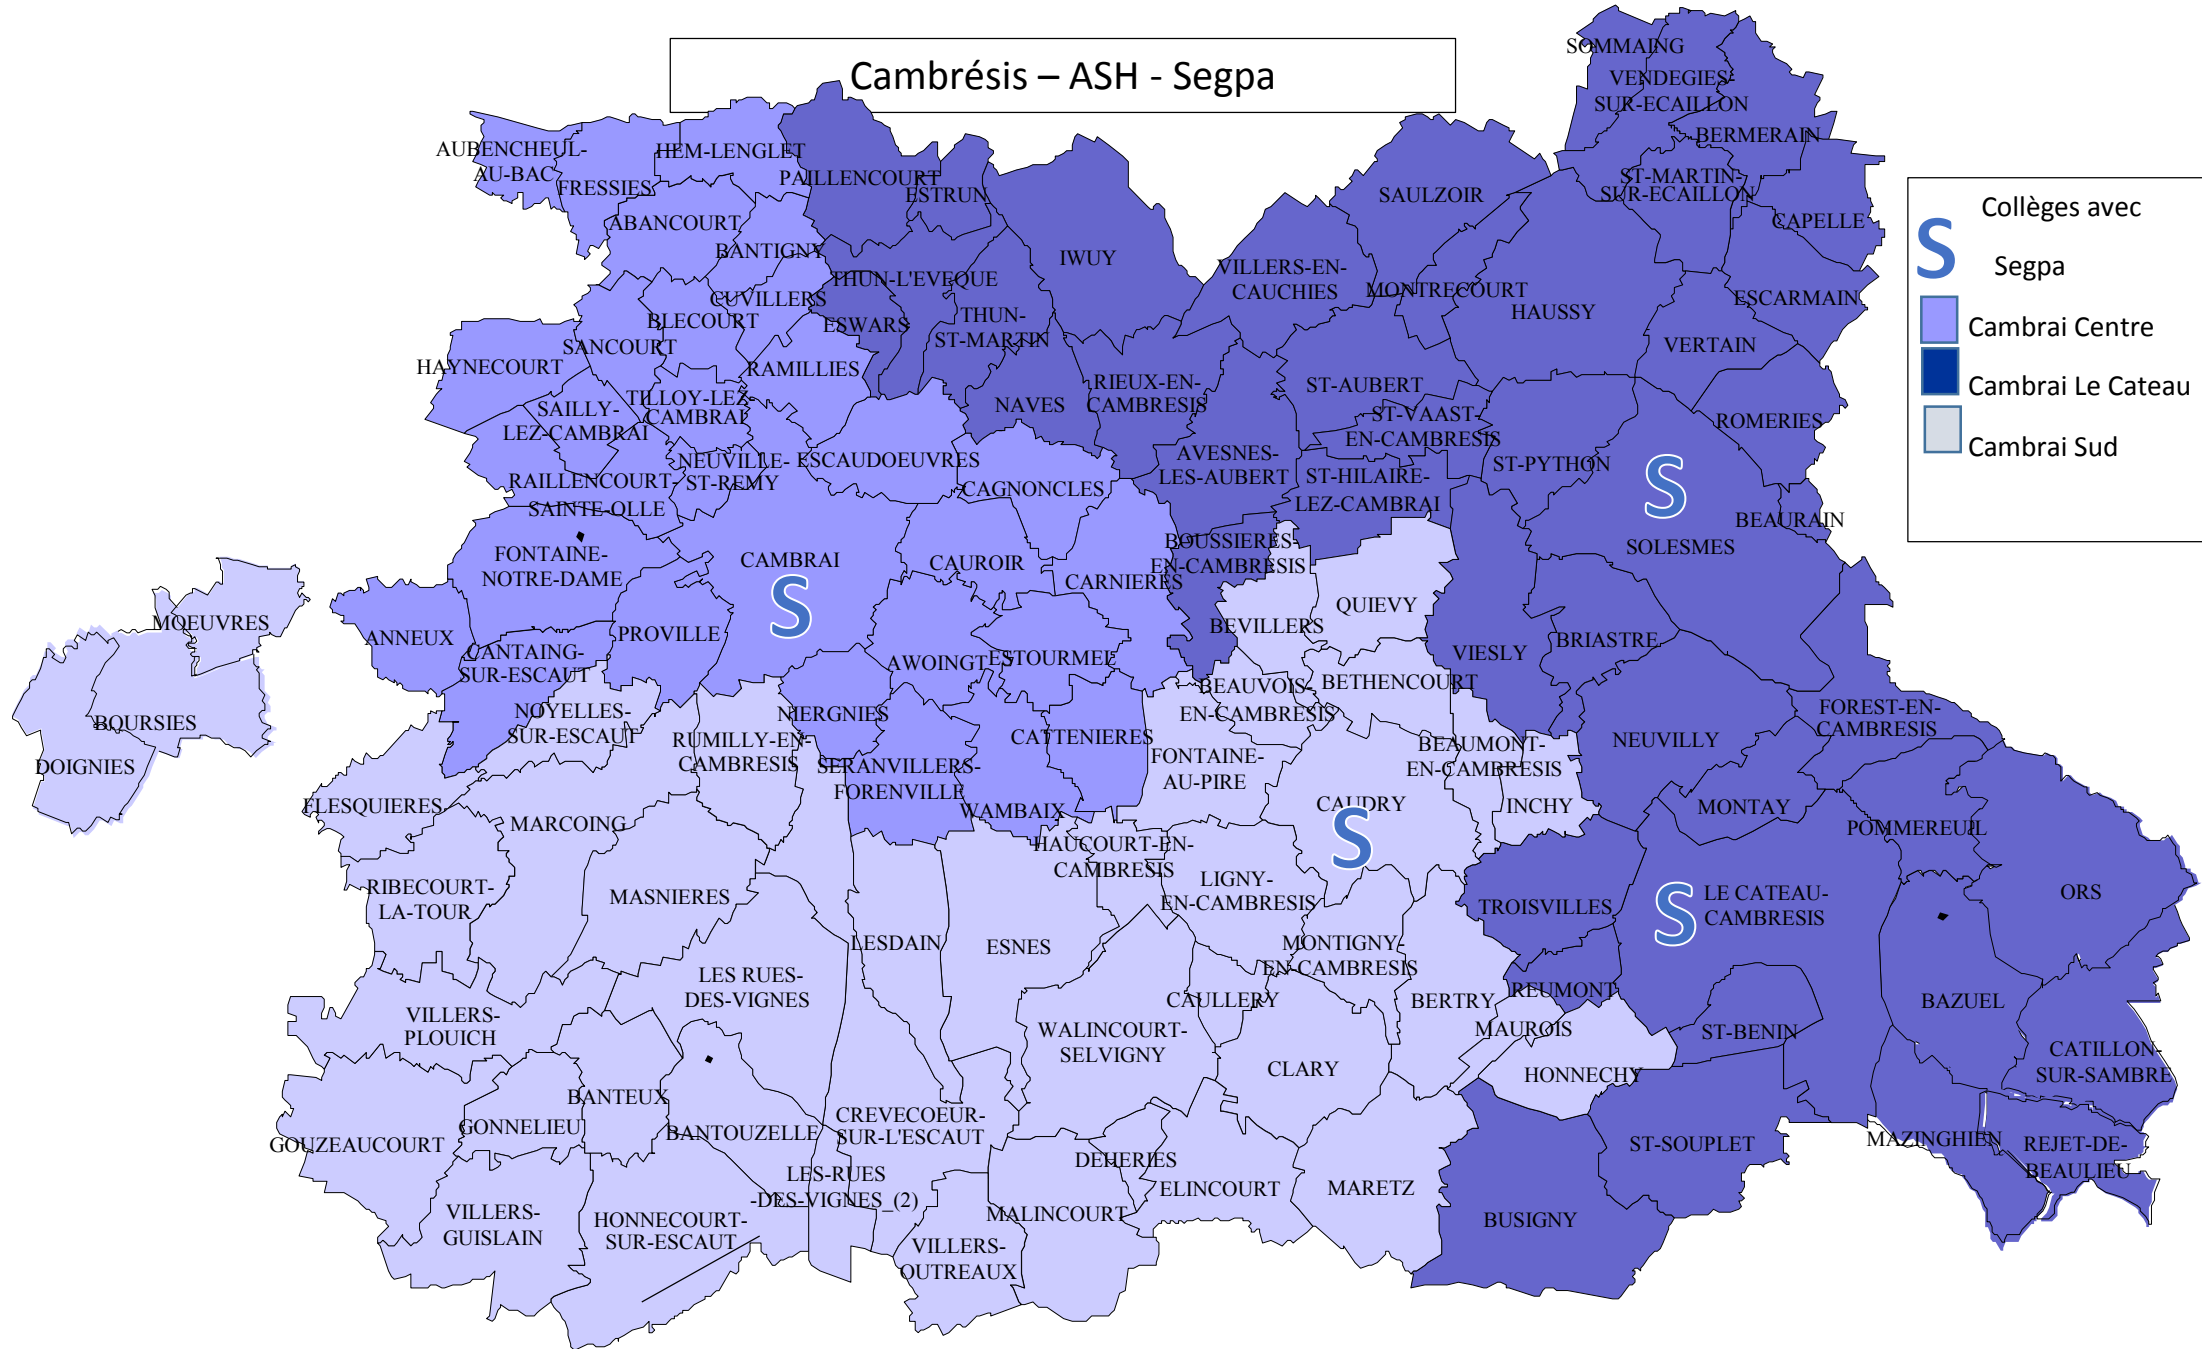 Cambrésis – ASH - Segpa
SOMMAING
VENDEGIES-
SUR-ECAILLON
BERMERAIN
AUBENCHEUL-
AU-BAC
HEM-LENGLET
FRESSIES
PAILLENCOURT
ESTRUN
SAULZOIR
ST-MARTIN-
SUR-ECAILLON
CAPELLE
ABANCOURT
BANTIGNY
IWUY
VILLERS-EN-
CAUCHIES
MONTRECOURT
HAUSSY
ESCARMAIN
THUN-L'EVEQUE
CUVILLERS
BLECOURT
ESWARS
THUN-
ST-MARTIN
VERTAIN
SANCOURT
HAYNECOURT
RAMILLIES
RIEUX-EN-
CAMBRESIS
ST-AUBERT
TILLOY-LEZ-
CAMBRAI
NAVES
SAILLY-
LEZ-CAMBRAI
ST-VAAST-
EN-CAMBRESIS
ROMERIES
NEUVILLE-
ST-REMY
ESCAUDOEUVRES
AVESNES-
LES-AUBERT
ST-HILAIRE-
LEZ-CAMBRAI
ST-PYTHON
RAILLENCOURT-
SAINTE-OLLE
CAGNONCLES
S
BEAURAIN
SOLESMES
FONTAINE-
NOTRE-DAME
CAMBRAI
S
CAUROIR
CARNIERES
BOUSSIERES-
EN-CAMBRESIS
QUIEVY
BEVILLERS
MOEUVRES
ANNEUX
PROVILLE
CANTAING-
SUR-ESCAUT
AWOINGT
ESTOURMEL
VIESLY
BRIASTRE
BEAUVOIS-
EN-CAMBRESIS
BETHENCOURT
BOURSIES
DOIGNIES
NOYELLES-
SUR-ESCAUT
NIERGNIES
RUMILLY-EN-
CAMBRESIS
CATTENIERES
FOREST-EN-
CAMBRESIS
NEUVILLY
BEAUMONT-
EN-CAMBRESIS
FONTAINE-
AU-PIRE
SERANVILLERS-
FORENVILLE
WAMBAIX
FLESQUIERES
MARCOING
CAUDRY
S
INCHY
MONTAY
POMMEREUIL
HAUCOURT-EN-
CAMBRESIS
RIBECOURT-
LA-TOUR
MASNIERES
LIGNY-
EN-CAMBRESIS
TROISVILLES
S
LE CATEAU-
CAMBRESIS
ORS
LESDAIN
ESNES
MONTIGNY-
EN-CAMBRESIS
LES RUES-
DES-VIGNES
CAULLERY
BERTRY
REUMONT
BAZUEL
VILLERS-
PLOUICH
WALINCOURT-
SELVIGNY
MAUROIS
ST-BENIN
CLARY
HONNECHY
CATILLON-
SUR-SAMBRE
BANTEUX
GONNELIEU
GOUZEAUCOURT
BANTOUZELLE
CREVECOEUR-
SUR-L'ESCAUT
DEHERIES
ST-SOUPLET
MAZINGHIEN
REJET-DE-
BEAULIEU
LES-RUES
-DES-VIGNES_(2)
ELINCOURT
MARETZ
VILLERS-
GUISLAIN
HONNECOURT-
SUR-ESCAUT
MALINCOURT
BUSIGNY
VILLERS-
OUTREAUX
S
Collèges avec
Segpa
Cambrai Centre
Cambrai Le Cateau
Cambrai Sud